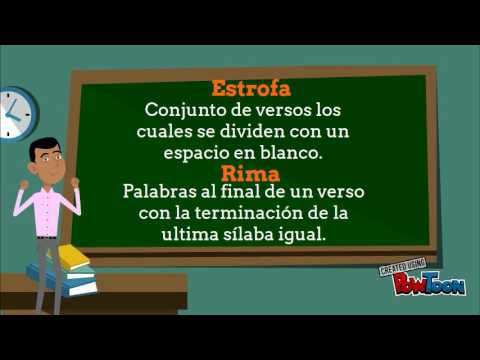 Estrofa
Conjunto de versos los
cuales se dividen con un
espacio en blanco.
Rima
Palabras al final de un verso
con la terminación de la
ultima sílaba igual.
CREATED USING
POWTOON